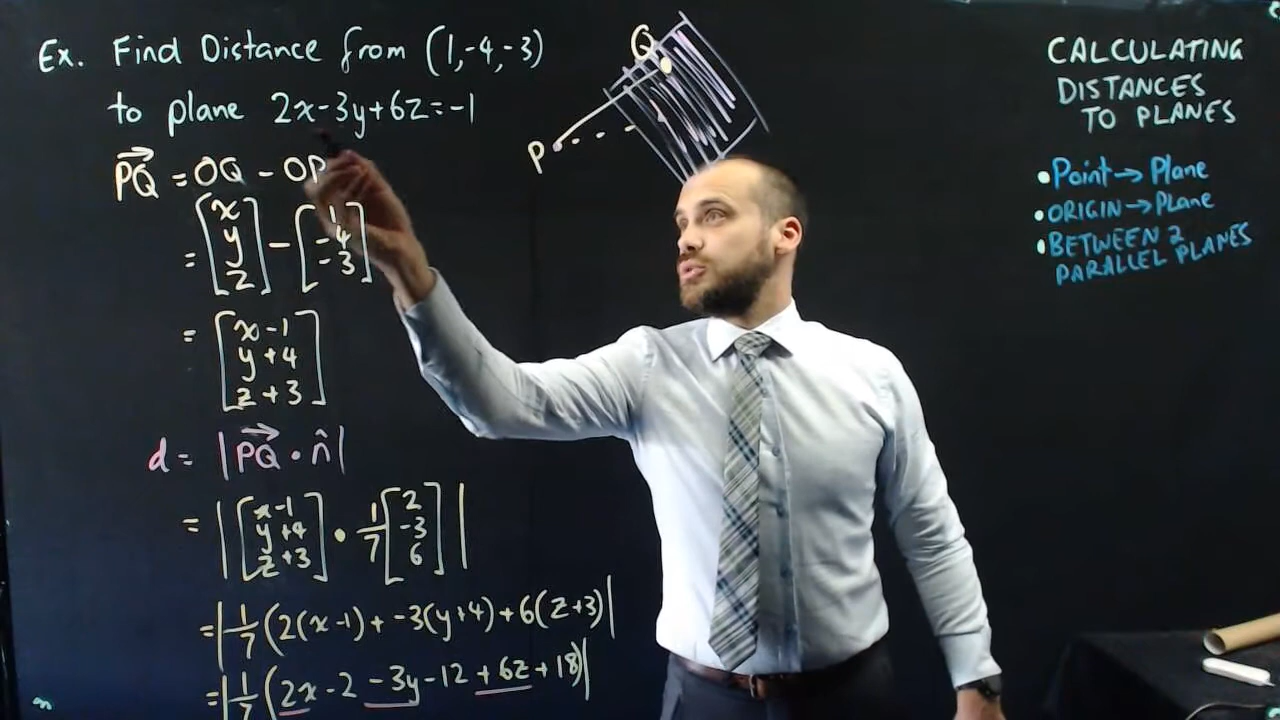 Ex. Find Distance from (1,-4,-3)
to plane 2x-3y+6z=-1
PQ = OQ - OP
= [x y z] - [1 -4 -3]
= [x-1 y+4 z+3]
d = |PQ · n̂|
= |[x-1 y+4 z+3] · 1/7 [2 -3 6]|
= |1/7 (2(x-1) + -3(y+4) + 6(z+3)|
= |1/7 (2x - 2 - 3y - 12 + 6z + 18)|
Q
P
CALCULATING
DISTANCES
TO PLANES
• Point → Plane
• ORIGIN → Plane
• BETWEEN 2
PARALLEL PLANES